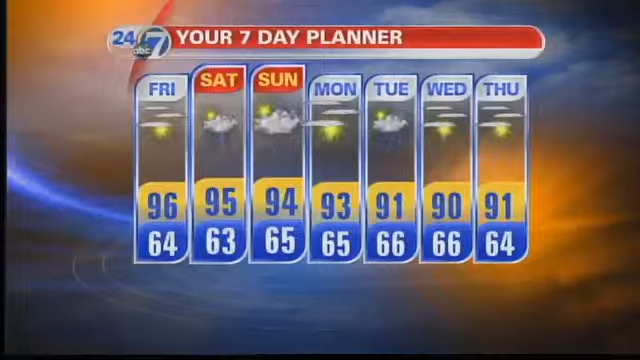 24 abc 7 YOUR 7 DAY PLANNER
FRI SAT SUN MON TUE WED THU
96 95 94 93 91 90 91
64 63 65 65 66 66 64